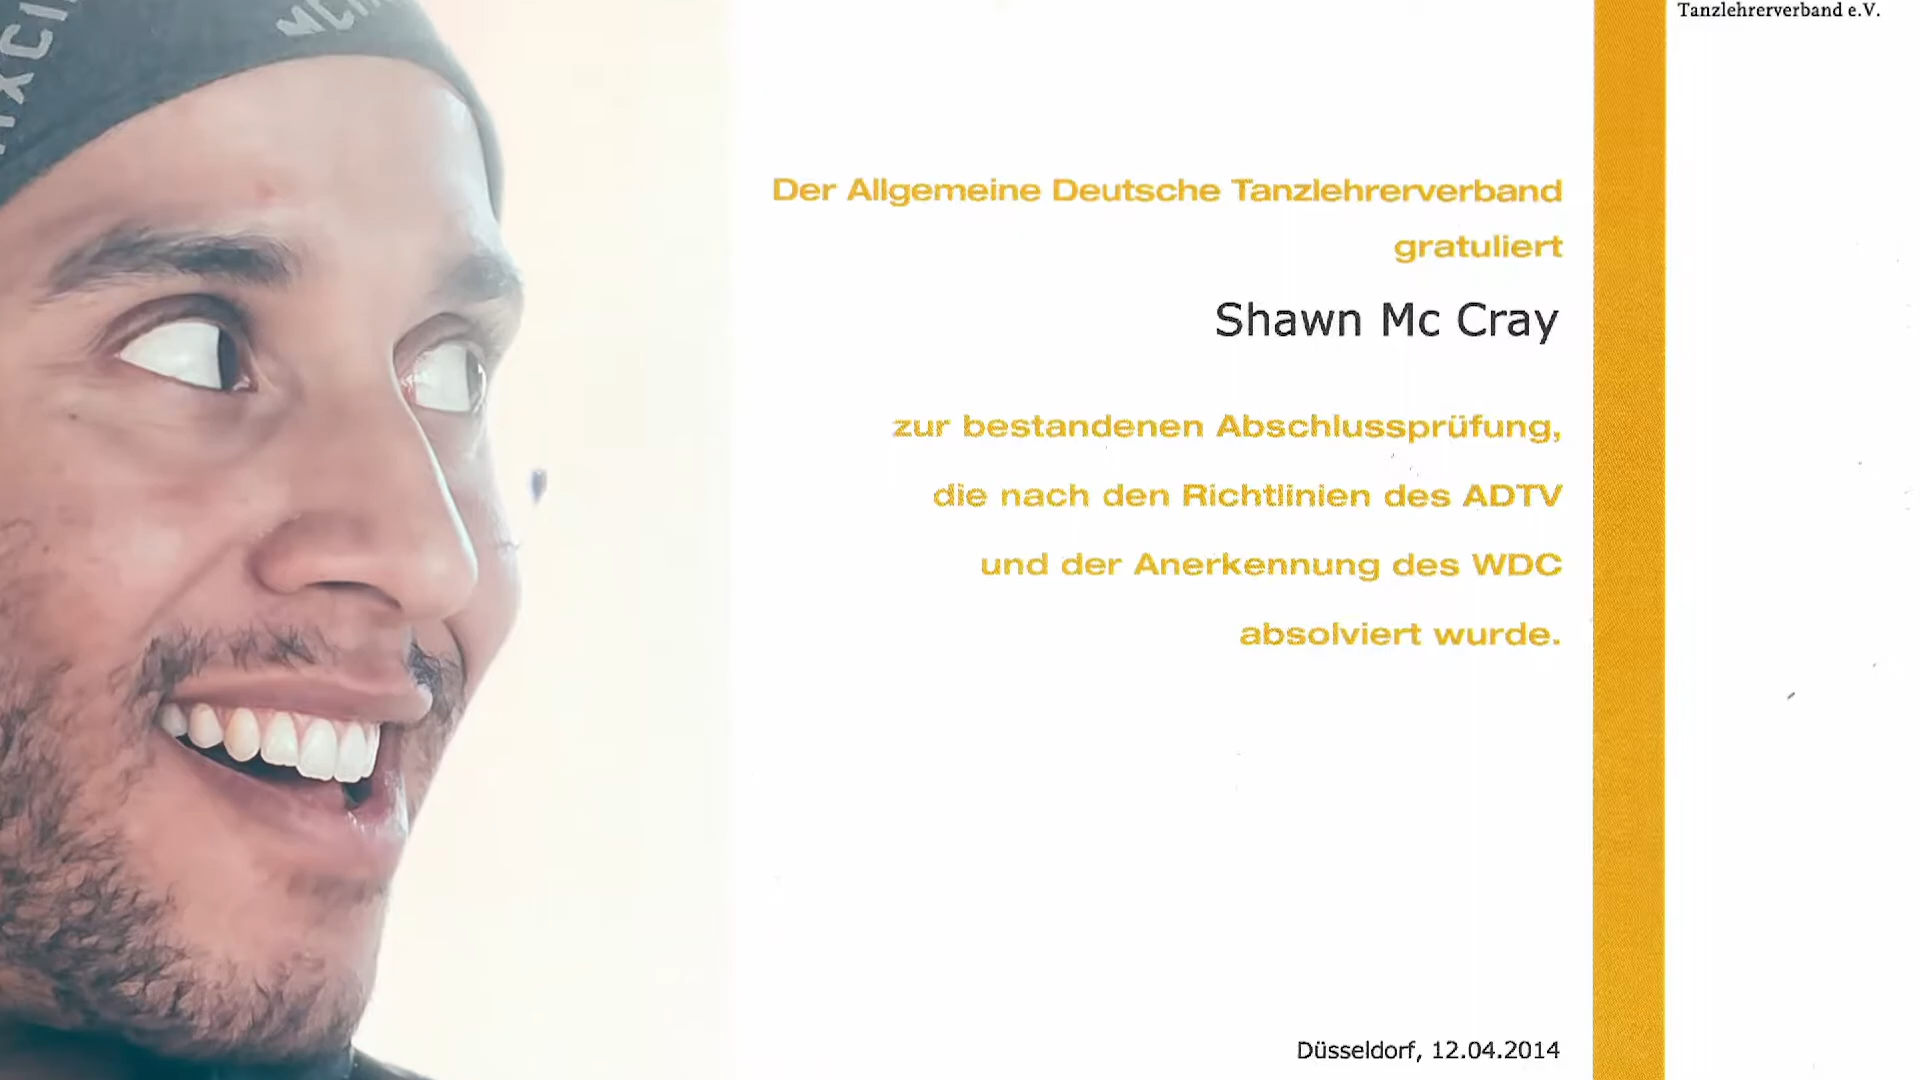 Tanzlehrerverband e.V.
Der Allgemeine Deutsche Tanzlehrerverband
gratuliert
Shawn Mc Cray
zur bestandenen Abschlussprüfung,
die nach den Richtlinien des ADTV
und der Anerkennung des WDC
absolviert wurde.
Düsseldorf, 12.04.2014